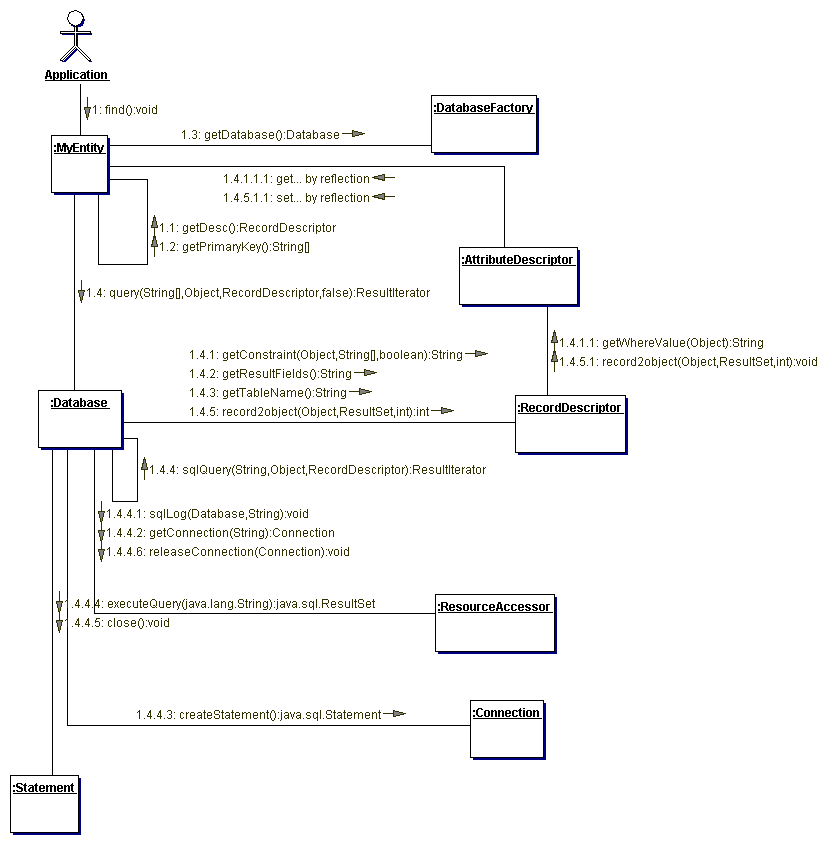 Application
1: find():void
:DatabaseFactory
1.3: getDatabase():Database
:MyEntity
1.4.1.1.1: get... by reflection
1.4.5.1.1: set... by reflection
1.1: getDesc():RecordDescriptor
1.2: getPrimaryKey():String[]
:AttributeDescriptor
1.4: query(String[],Object,RecordDescriptor,false):ResultIterator
1.4.1.1: getWhereValue(Object):String
1.4.5.1: record2object(Object,ResultSet,int):void
1.4.1: getConstraint(Object,String[],boolean):String
1.4.2: getResultFields():String
1.4.3: getTableName():String
1.4.5: record2object(Object,ResultSet,int):int
:Database
:RecordDescriptor
1.4.4: sqlQuery(String,Object,RecordDescriptor):ResultIterator
1.4.4.1: sqlLog(Database,String):void
1.4.4.2: getConnection(String):Connection
1.4.4.6: releaseConnection(Connection):void
1.4.4.4: executeQuery(java.lang.String):java.sql.ResultSet
1.4.4.5: close():void
:ResourceAccessor
1.4.4.3: createStatement():java.sql.Statement
:Connection
:Statement